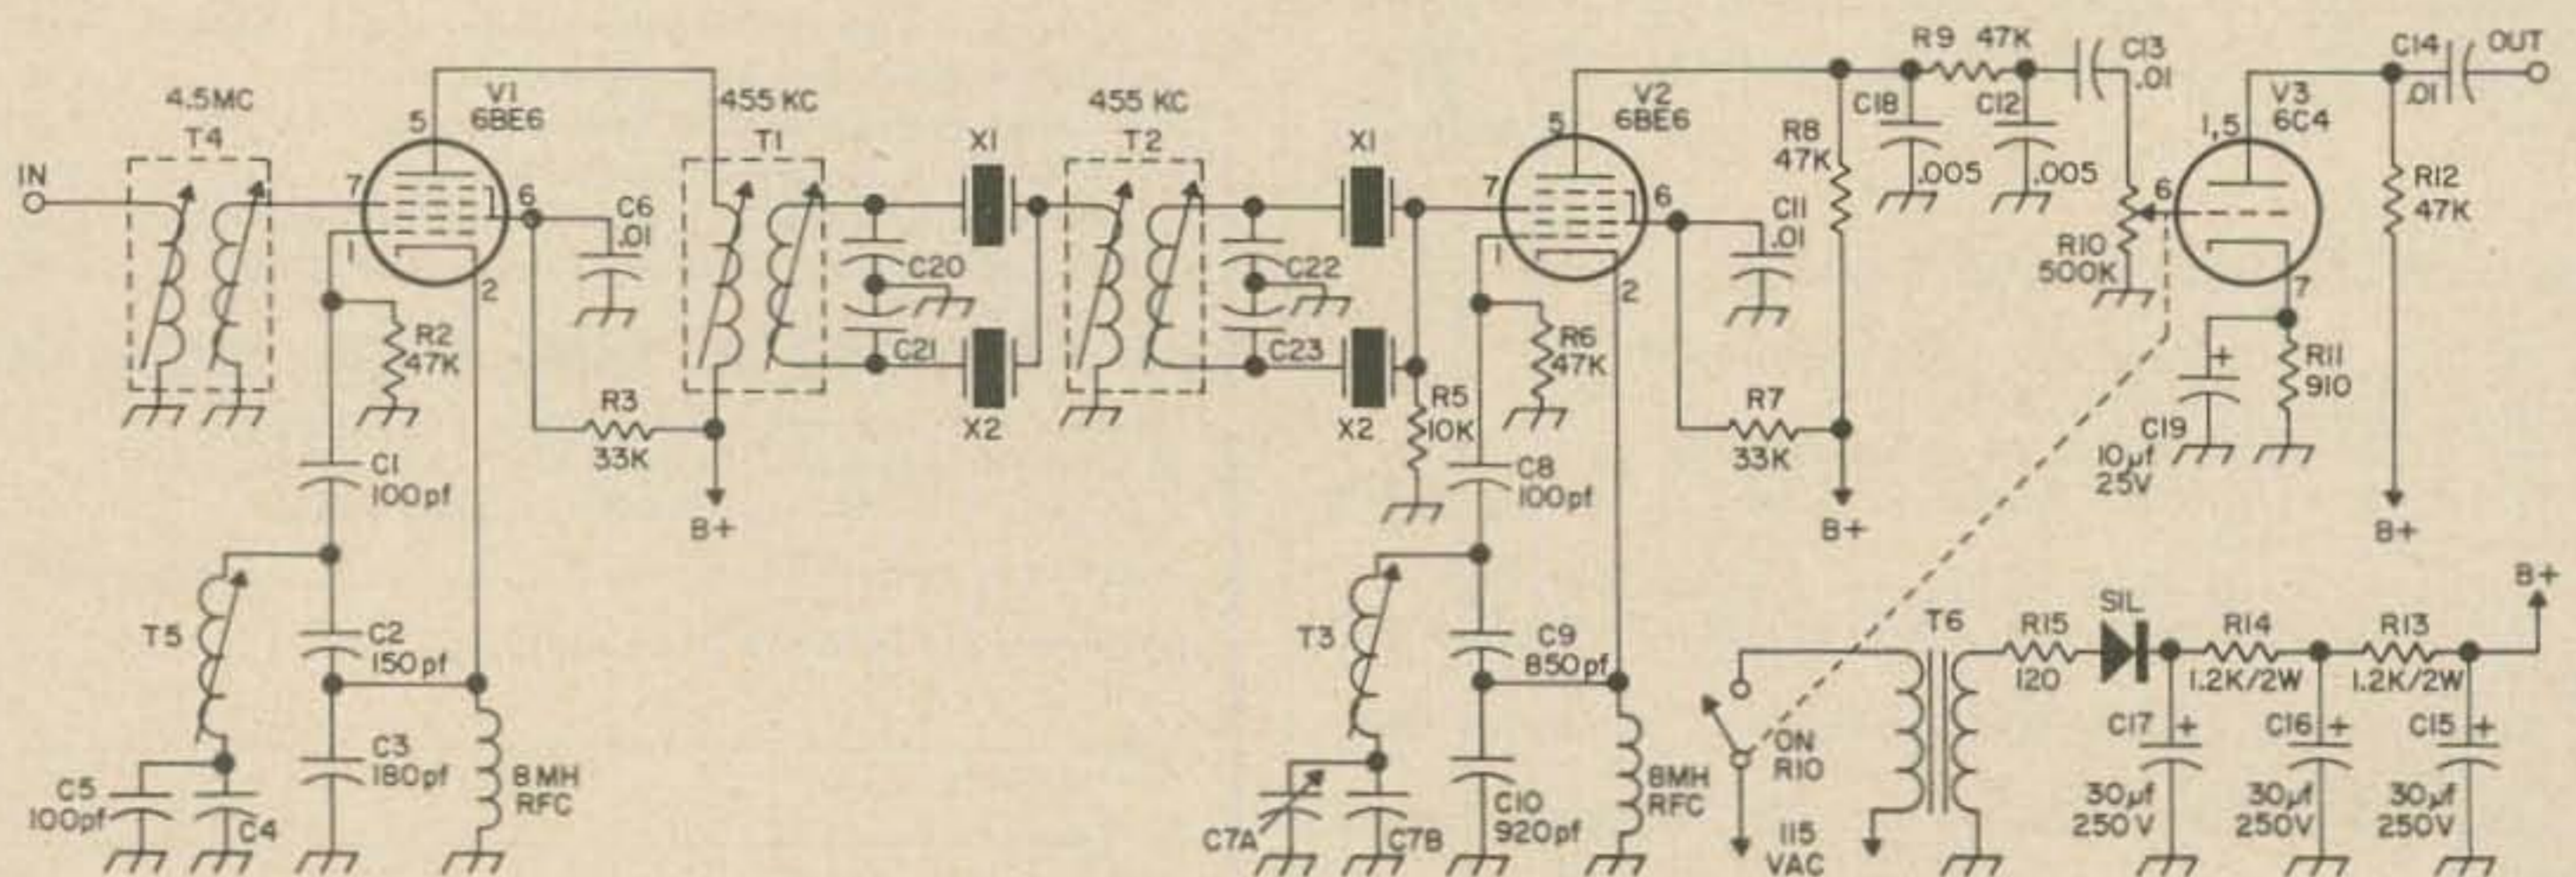 IN
4.5MC
T4
7
5
V1
6BE6
6
1
2
C6
.01
R2
47K
R3
33K
B+
C1
100pf
T5
C2
150pf
C3
180pf
C5
100pf
C4
8MH
RFC
455 KC
T1
C20
C21
X1
X2
455 KC
T2
C22
C23
X1
X2
R5
10K
7
5
V2
6BE6
6
1
2
C11
.01
R6
47K
R7
33K
B+
C8
100pf
T3
C9
850pf
C10
920pf
C7A
C7B
8MH
RFC
R8
47K
C18
.005
R9 47K
C12
.005
C13
.01
R10
500K
1,5
V3
6C4
6
7
C14
.01
OUT
R12
47K
B+
R11
910
+
C19
10µf
25V
ON
R10
115
VAC
T6
R15
120
SIL
R14
1.2K/2W
R13
1.2K/2W
B+
C17 +
30µf
250V
C16 +
30µf
250V
C15 +
30µf
250V